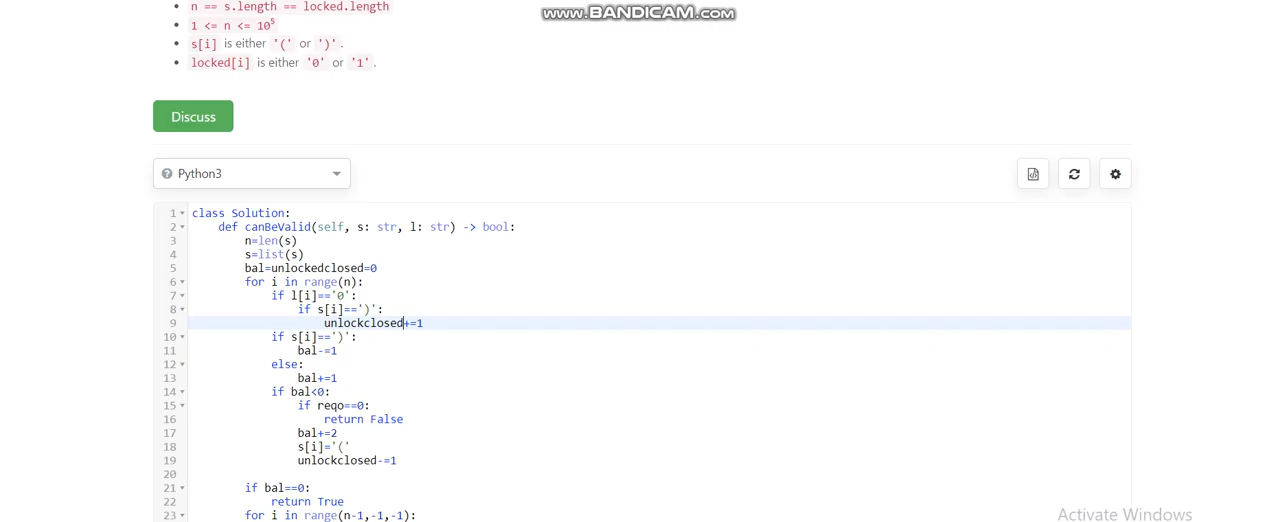 n == s.length == locked.length
www.BANDICAM.com
1 <= n <= 10⁵
s[i] is either '(' or ')'.
locked[i] is either '0' or '1'.
Discuss
Python3
1 class Solution:
2     def canBeValid(self, s: str, l: str) -> bool:
3         n=len(s)
4         s=list(s)
5         bal=unlockedclosed=0
6         for i in range(n):
7             if l[i]=='0':
8                 if s[i]==')':
9                     unlockclosed+=1
10             if s[i]==')':
11                 bal-=1
12             else:
13                 bal+=1
14             if bal<0:
15                 if reqo==0:
16                     return False
17                 bal+=2
18                 s[i]='('
19                 unlockclosed-=1
20
21         if bal==0:
22             return True
23         for i in range(n-1,-1,-1):
Activate Windows